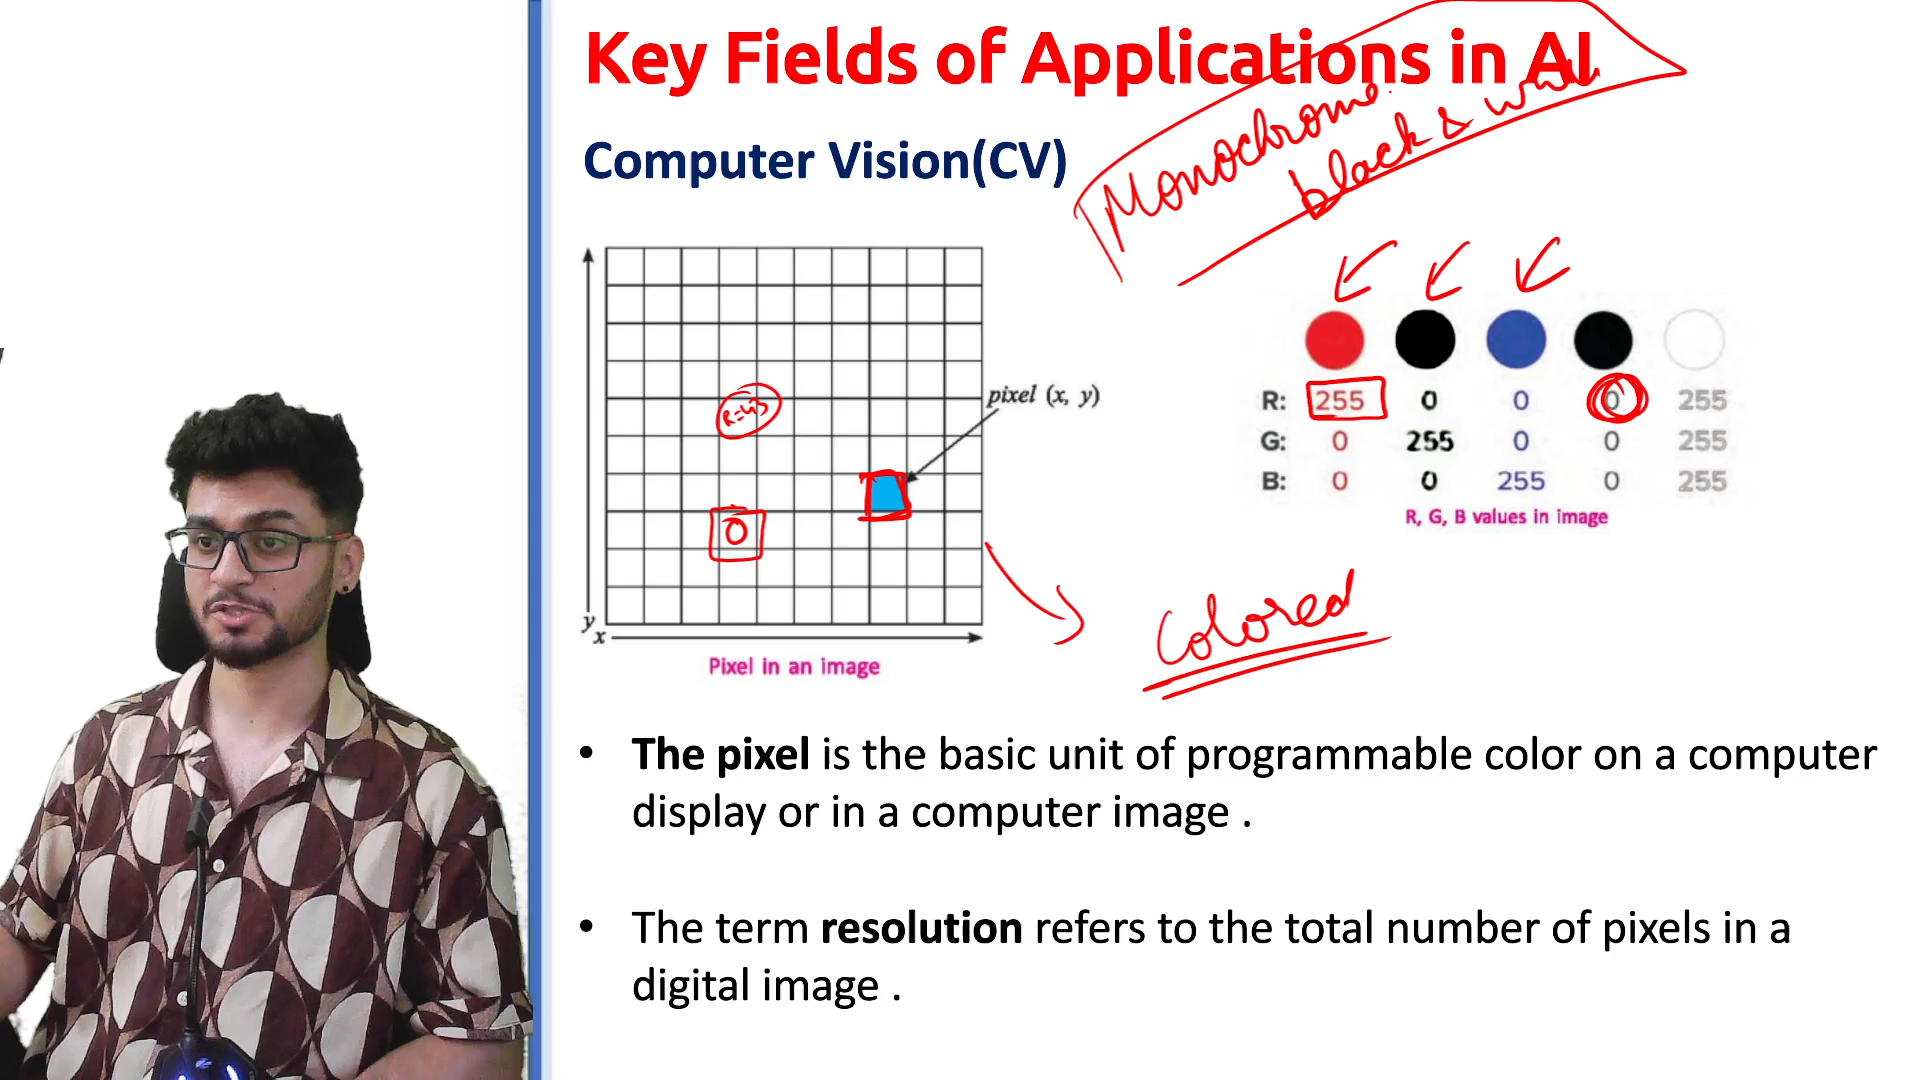 Key Fields of Applications in AI
Computer Vision(CV)
Monochrome
black &
pixel (x, y)
R=43
0
y
x
Pixel in an image
R: 255 0 0 0 255
G: 0 255 0 0 255
B: 0 0 255 0 255
R, G, B values in image
Colored
• The pixel is the basic unit of programmable color on a computer
display or in a computer image .
• The term resolution refers to the total number of pixels in a
digital image .